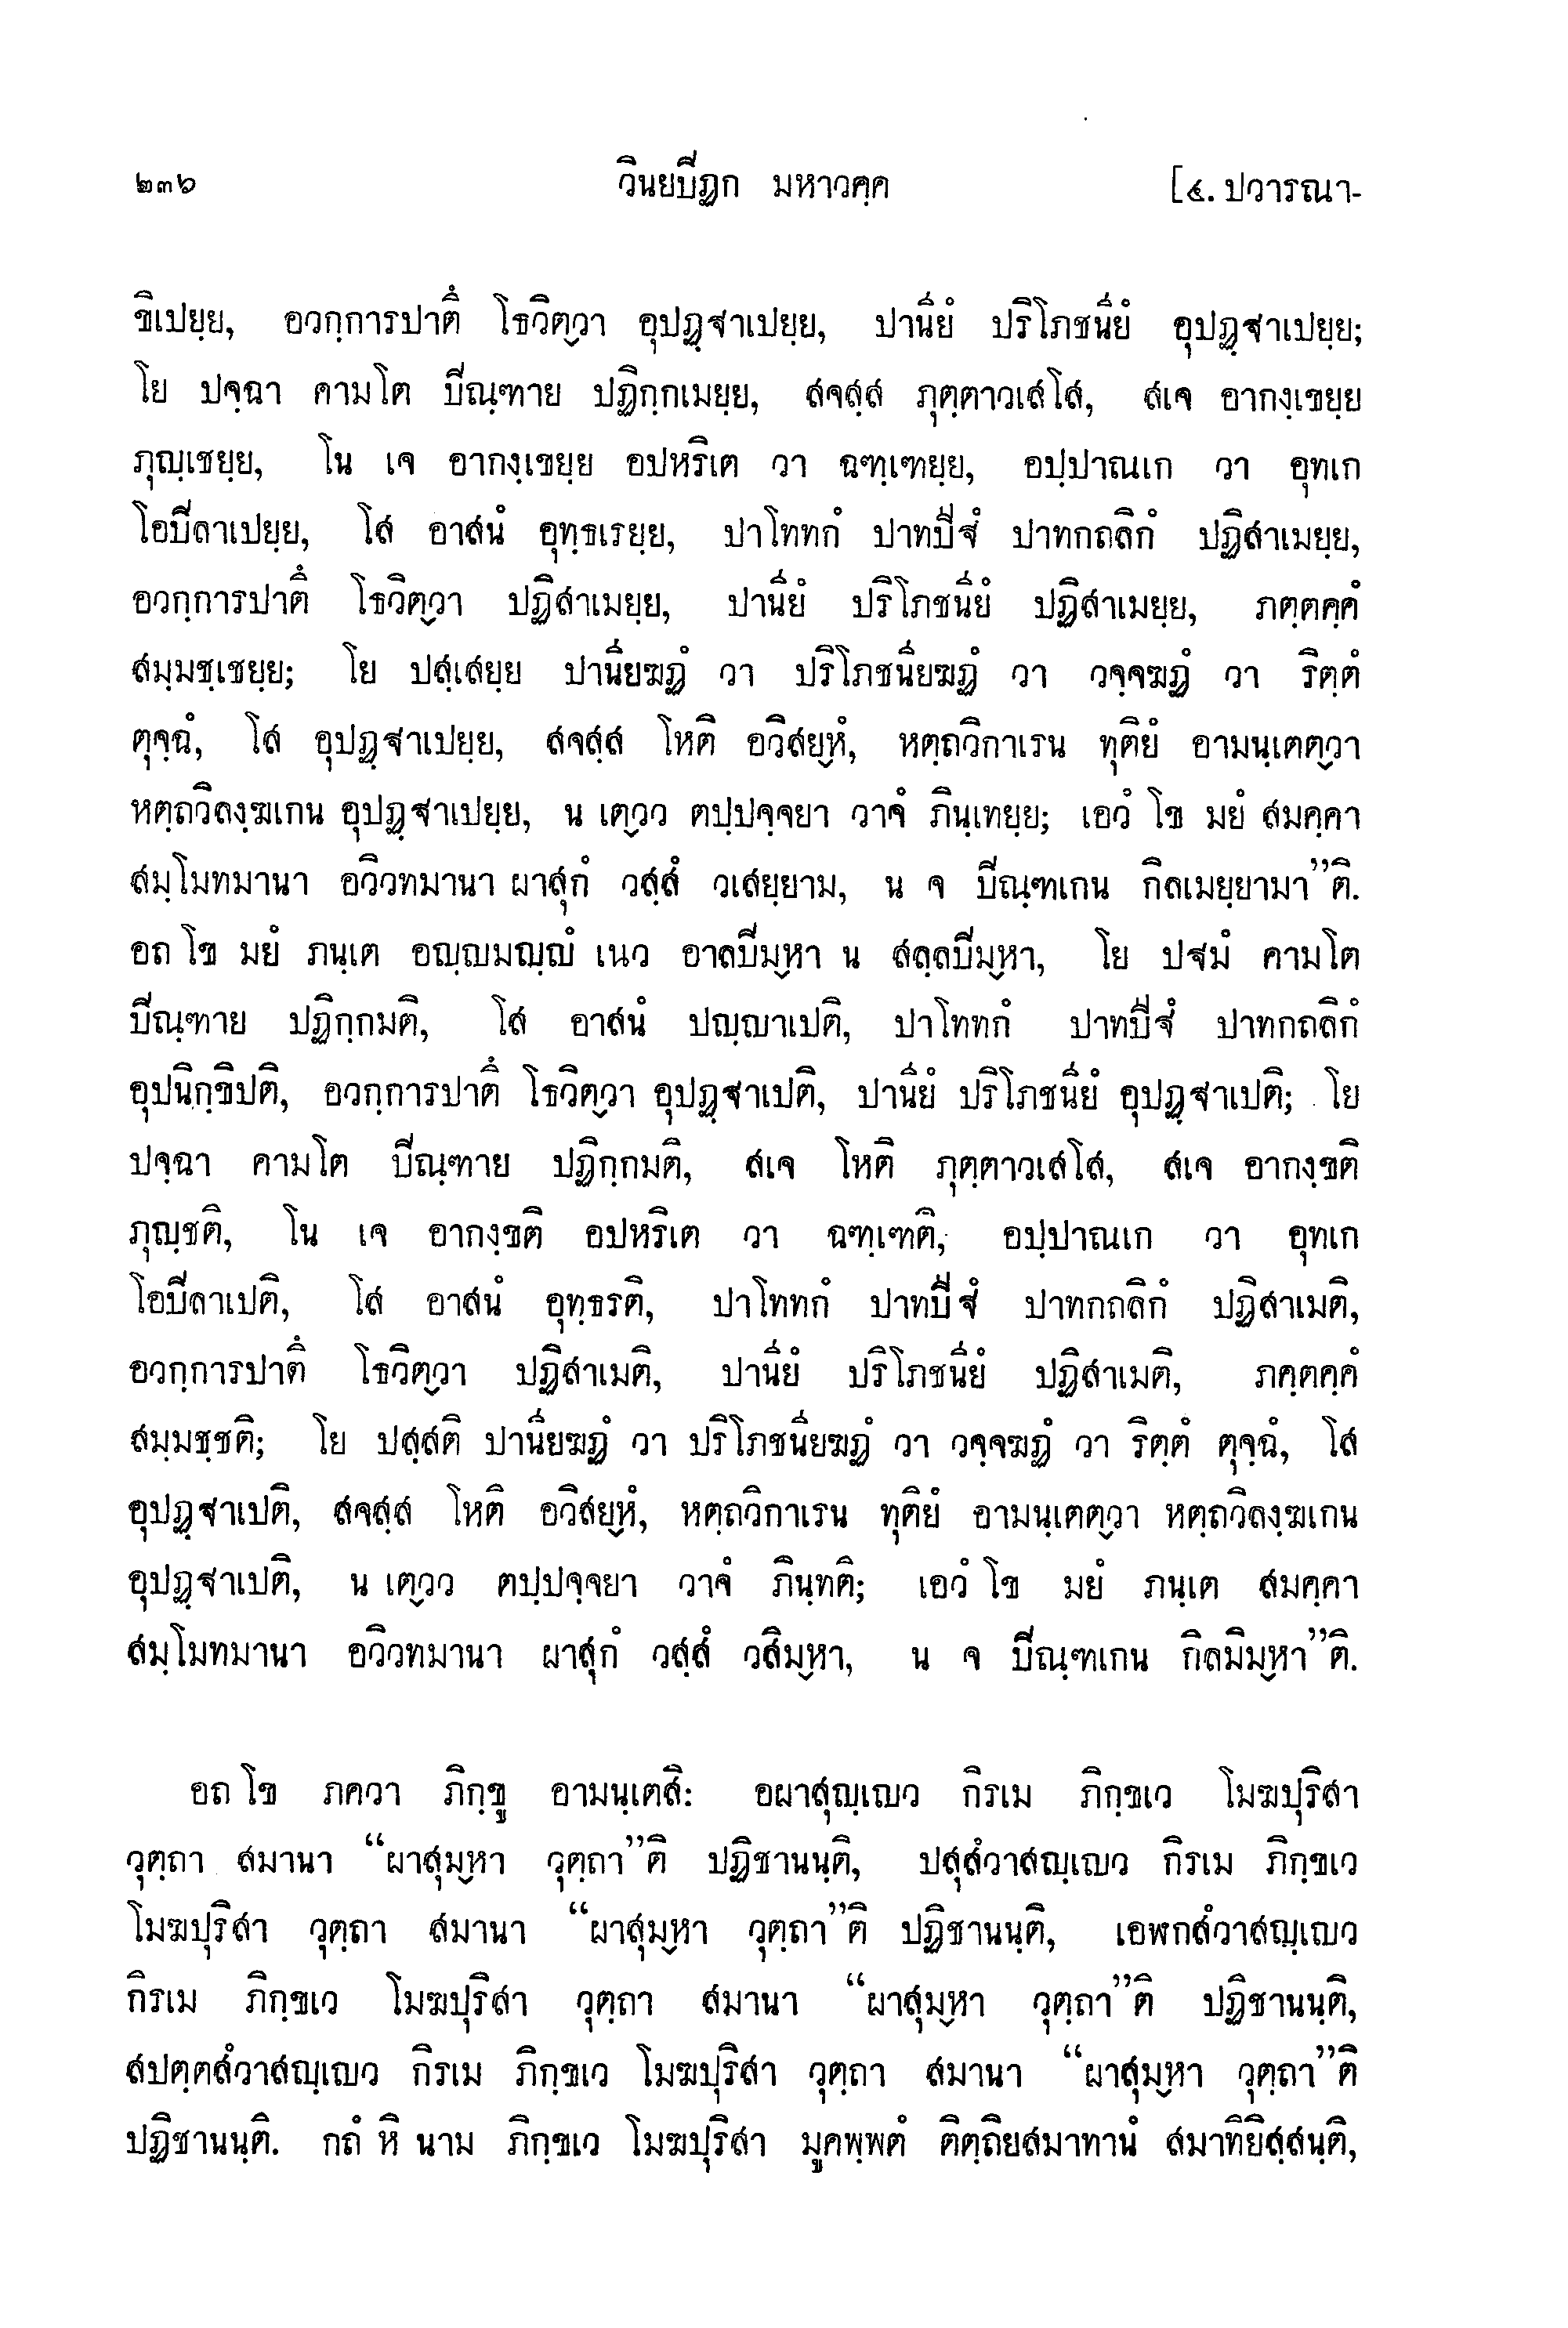 ๒๓๖ วินยปิฏก มหาวคฺค [๔. ปวารณา-
ขิเปยฺย, อวกฺการปาตึ โธวิตฺวา อุปฏฺฐาเปยฺย, ปานียํ ปริโภชนียํ อุปฏฺฐาเปยฺย;
โย ปจฺฉา คามโต ปิณฺฑาย ปฏิกฺกเมยฺย, สจสฺส ภุตฺตาวเสโส, สเจ อากงฺเขยฺย
ภุญฺเชยฺย, โน เจ อากงฺเขยฺย อปหริเต วา ฉฑฺเฑยฺย, อปฺปาณเก วา อุทเก
โอปิลาเปยฺย, โส อาสนํ อุทฺธเรยฺย, ปาโททกํ ปาทปีฐํ ปาทกถลิกํ ปฏิสาเมยฺย,
อวกฺการปาตึ โธวิตฺวา ปฏิสาเมยฺย, ปานียํ ปริโภชนียํ ปฏิสาเมยฺย, ภตฺตคฺคํ
สมฺมชฺเชยฺย; โย ปสฺเสยฺย ปานียฆฏํ วา ปริโภชนียฆฏํ วา วจฺจฆฏํ วา ริตฺตํ
ตุจฺฉํ, โส อุปฏฺฐาเปยฺย, สจสฺส โหติ อวิสยฺหํ, หตฺถวิกาเรน ทุติยํ อามนฺเตตฺวา
หตฺถวิลงฺฆเกน อุปฏฺฐาเปยฺย, น เตฺวว ตปฺปจฺจยา วาจํ ภินฺเทยฺย; เอวํ โข มยํ สมคฺคา
สมฺโมทมานา อวิวทมานา ผาสุกํ วสฺสํ วเสยฺยาม, น จ ปิณฺฑเกน กิลเมยฺยามา”ติ.
อถ โข มยํ ภนฺเต อญฺญมญฺญํ เนว อาลปิมฺหา น สลฺลปิมฺหา, โย ปฐมํ คามโต
ปิณฺฑาย ปฏิกฺกมติ, โส อาสนํ ปญฺญาเปติ, ปาโททกํ ปาทปีฐํ ปาทกถลิกํ
อุปนิกฺขิปติ, อวกฺการปาตึ โธวิตฺวา อุปฏฺฐาเปติ, ปานียํ ปริโภชนียํ อุปฏฺฐาเปติ; โย
ปจฺฉา คามโต ปิณฺฑาย ปฏิกฺกมติ, สเจ โหติ ภุตฺตาวเสโส, สเจ อากงฺขติ
ภุญฺชติ, โน เจ อากงฺขติ อปหริเต วา ฉฑฺเฑติ, อปฺปาณเก วา อุทเก
โอปิลาเปติ, โส อาสนํ อุทฺธรติ, ปาโททกํ ปาทปีฐํ ปาทกถลิกํ ปฏิสาเมติ,
อวกฺการปาตึ โธวิตฺวา ปฏิสาเมติ, ปานียํ ปริโภชนียํ ปฏิสาเมติ, ภตฺตคฺคํ
สมฺมชฺชติ; โย ปสฺสติ ปานียฆฏํ วา ปริโภชนียฆฏํ วา วจฺจฆฏํ วา ริตฺตํ ตุจฺฉํ, โส
อุปฏฺฐาเปติ, สจสฺส โหติ อวิสยฺหํ, หตฺถวิกาเรน ทุติยํ อามนฺเตตฺวา หตฺถวิลงฺฆเกน
อุปฏฺฐาเปติ, น เตฺวว ตปฺปจฺจยา วาจํ ภินฺทติ; เอวํ โข มยํ ภนฺเต สมคฺคา
สมฺโมทมานา อวิวทมานา ผาสุกํ วสฺสํ วสิมฺหา, น จ ปิณฺฑเกน กิลมิมฺหา”ติ.
อถ โข ภควา ภิกฺขู อามนฺเตสิ: อผาสุญฺเญว กิรเม ภิกฺขเว โมฆปุริสา
วุตฺถา สมานา “ผาสุมฺหา วุตฺถา”ติ ปฏิชานนฺติ, ปสุสํวาสญฺเญว กิรเม ภิกฺขเว
โมฆปุริสา วุตฺถา สมานา “ผาสุมฺหา วุตฺถา”ติ ปฏิชานนฺติ, เอฬกสํวาสญฺเญว
กิรเม ภิกฺขเว โมฆปุริสา วุตฺถา สมานา “ผาสุมฺหา วุตฺถา”ติ ปฏิชานนฺติ,
สปตฺตสํวาสญฺเญว กิรเม ภิกฺขเว โมฆปุริสา วุตฺถา สมานา “ผาสุมฺหา วุตฺถา”ติ
ปฏิชานนฺติ. กถํ หิ นาม ภิกฺขเว โมฆปุริสา มูคพฺพตํ ติตฺถิยสมาทานํ สมาทิยิสฺสนฺติ,